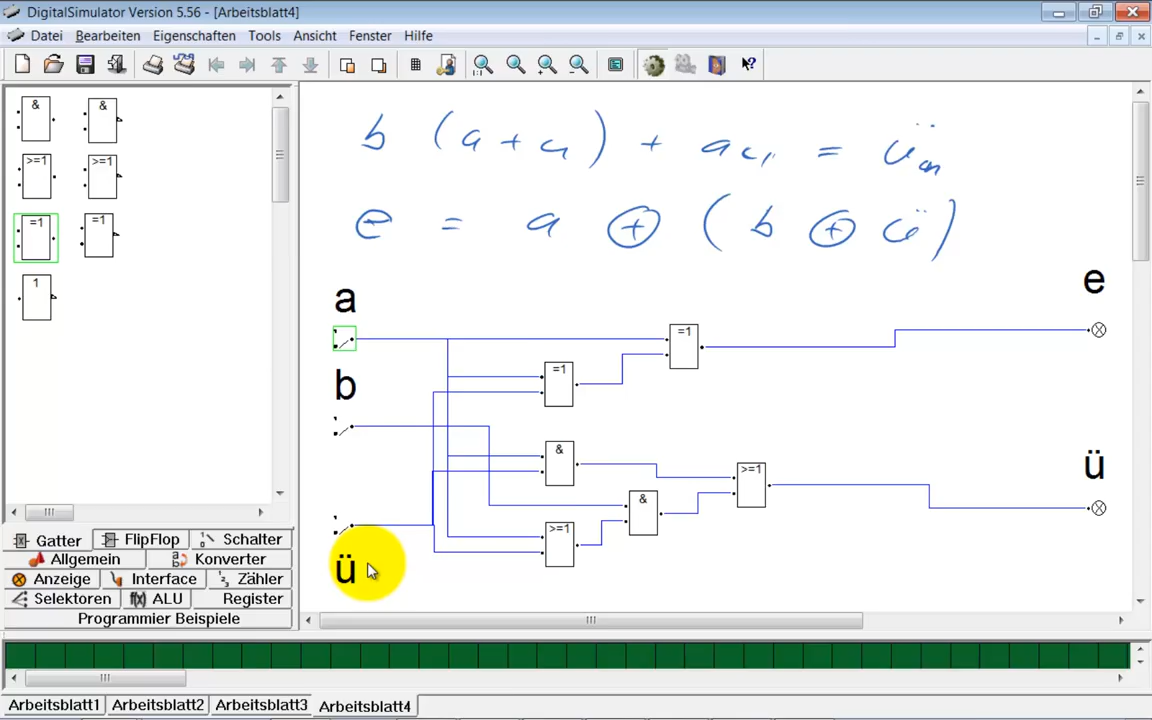 DigitalSimulator Version 5.56 - [Arbeitsblatt4]
Datei Bearbeiten Eigenschaften Tools Ansicht Fenster Hilfe
& &
>=1 >=1
=1 =1
1
b (a + ü) + aü = ü
e = a ⊕ (b ⊕ ü)
a
e
=1
=1
b
&
ü
>=1
&
>=1
ü
Gatter FlipFlop Schalter
Allgemein Konverter
Anzeige Interface Zähler
Selektoren ALU Register
Programmier Beispiele
Arbeitsblatt1 Arbeitsblatt2 Arbeitsblatt3 Arbeitsblatt4